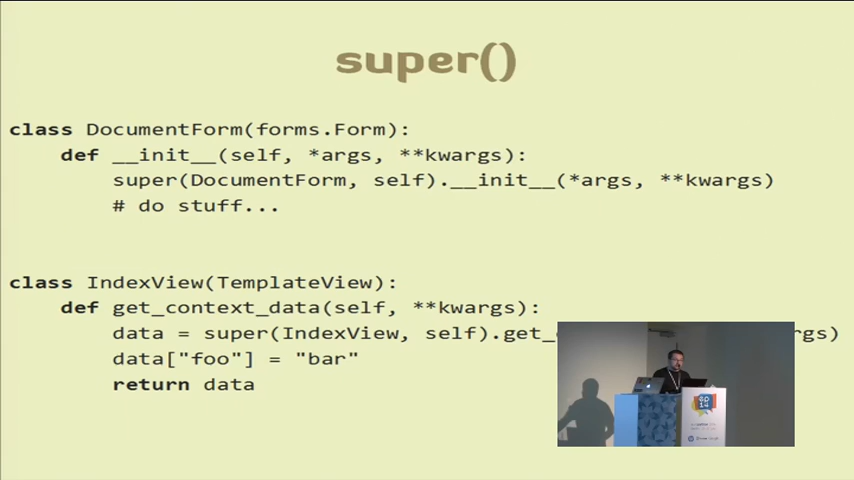 super()
class DocumentForm(forms.Form):
def __init__(self, *args, **kwargs):
super(DocumentForm, self).__init__(*args, **kwargs)
# do stuff...
class IndexView(TemplateView):
def get_context_data(self, **kwargs):
data = super(IndexView, self).get_ rgs)
data["foo"] = "bar"
return data